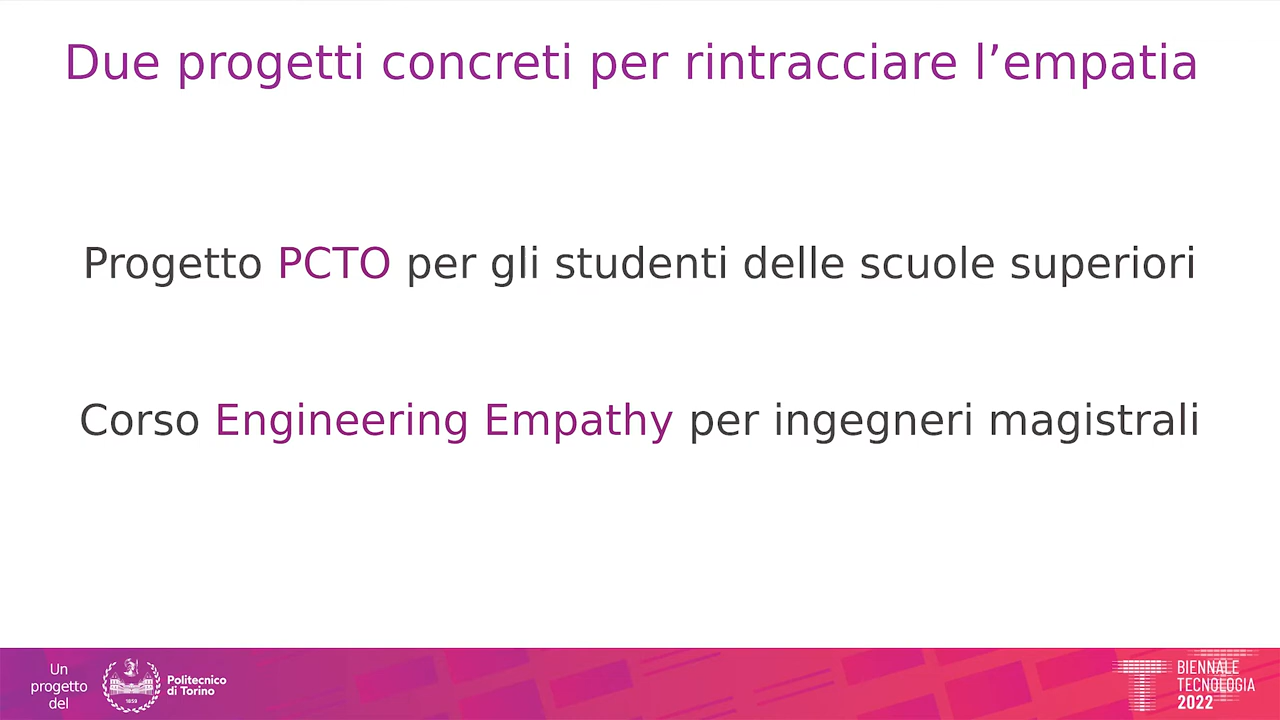 Due progetti concreti per rintracciare l’empatia
Progetto PCTO per gli studenti delle scuole superiori
Corso Engineering Empathy per ingegneri magistrali
Un
progetto
del
1859
Politecnico
di Torino
BIENNALE
TECNOLOGIA
2022